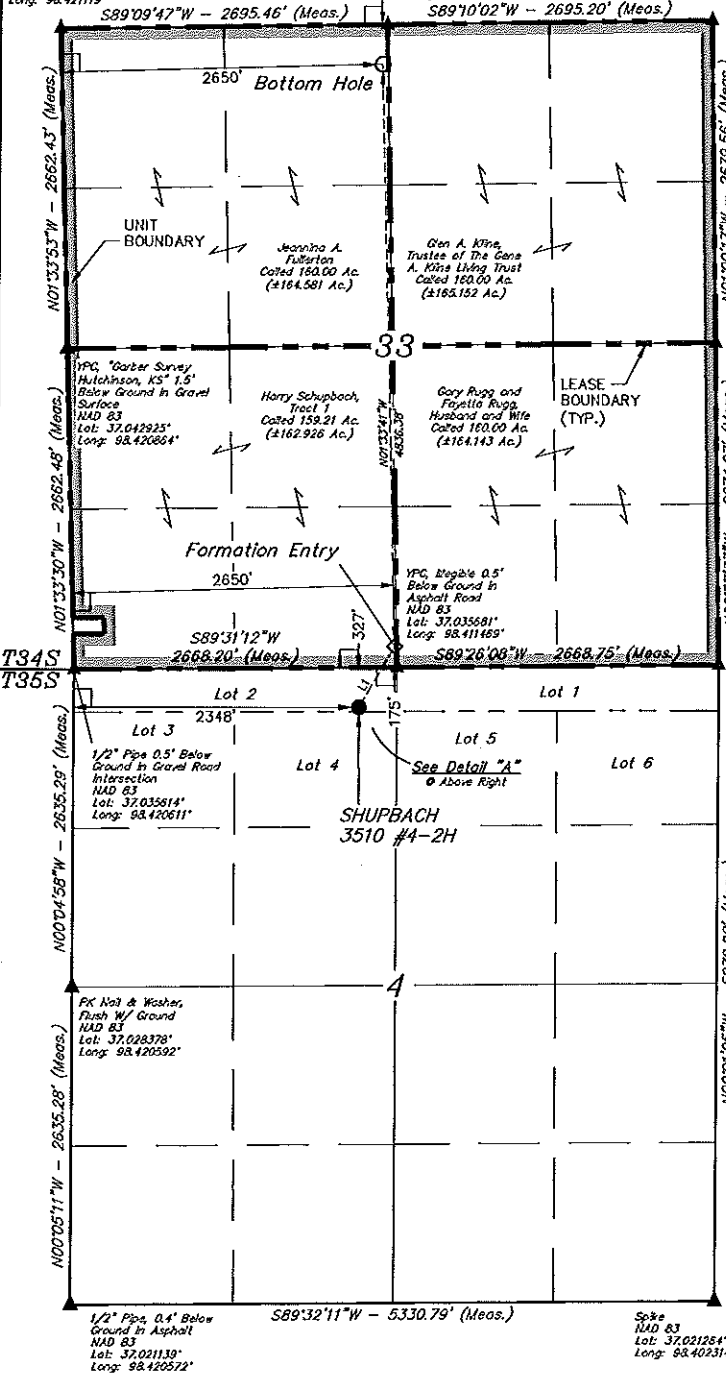 S89°09'47"W - 2695.46' (Meas.)
S89°10'02"W - 2695.20' (Meas.)
2650'
Bottom Hole
N01°33'53"W - 2662.43' (Meas.)
UNIT
BOUNDARY
Jeannina A.
Fullerton
Called 160.00 Ac.
(±164.581 Ac.)
Glen A. Kline,
Trustee of The Gene
A. Kline Living Trust
Called 160.00 Ac.
(±165.152 Ac.)
33
YPC, "Garber Survey
Hutchinson, KS" 1.5'
Below Ground in Gravel
Surface
NAD 83
Lat: 37.042925°
Long: 98.420864°
Harry Schupbach,
Tract 1
Called 159.21 Ac.
(±162.926 Ac.)
N01°33'41"W
4836.38'
Gary Rugg and
Fayetta Rugg,
Husband and Wife
Called 160.00 Ac.
(±164.143 Ac.)
LEASE
BOUNDARY
(TYP.)
N01°33'30"W - 2662.48' (Meas.)
Formation Entry
2650'
327'
YPC, Illegible 0.5'
Below Ground in
Asphalt Road
NAD 83
Lat: 37.035681°
Long: 98.411469°
S89°31'12"W
2668.20' (Meas.)
S89°26'08"W - 2668.75' (Meas.)
T34S
T35S
Lot 2
Lot 1
L1
175'
2348'
Lot 3
Lot 4
Lot 5
Lot 6
See Detail "A"
@ Above Right
1/2" Pipe 0.5' Below
Ground in Gravel Road
Intersection
NAD 83
Lat: 37.035614°
Long: 98.420611°
SHUPBACH
3510 #4-2H
N00°04'58"W - 2635.29' (Meas.)
4
PK Nail & Washer,
Flush W/ Ground
NAD 83
Lat: 37.028378°
Long: 98.420592°
N00°05'11"W - 2635.28' (Meas.)
S89°32'11"W - 5330.79' (Meas.)
1/2" Pipe, 0.4' Below
Ground in Asphalt
NAD 83
Lat: 37.021139°
Long: 98.420572°
Spike
NAD 83
Lat: 37.021264°
Long: 98.402314